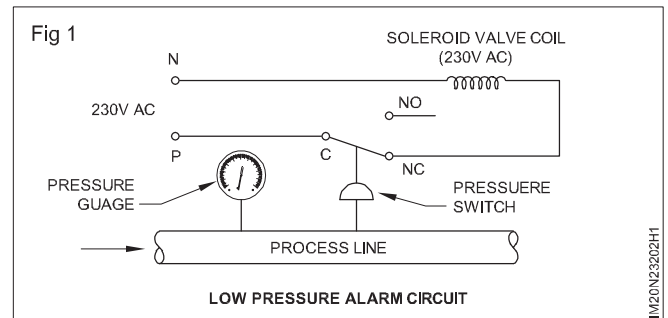 Fig 1
SOLEROID VALVE COIL
(230V AC)
N
NO
230V AC
P
C
NC
PRESSURE
GUAGE
PRESSUERE
SWITCH
PROCESS LINE
LOW PRESSURE ALARM CIRCUIT
IM20N23202H1